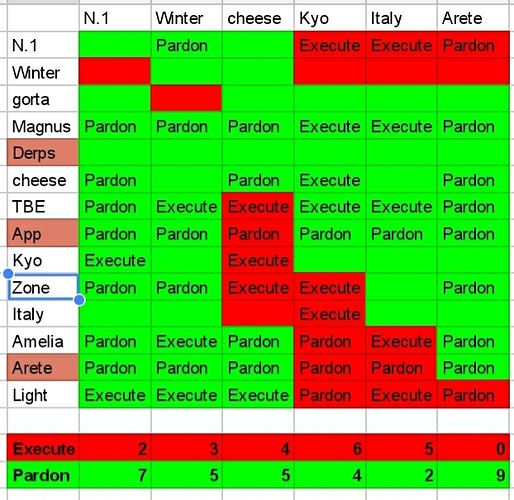 N.1 Winter cheese Kyo Italy Arete
N.1 Pardon Execute Execute Pardon
Winter
gorta
Magnus Pardon Pardon Pardon Execute Execute Pardon
Derps
cheese Pardon Pardon Execute Pardon
TBE Pardon Execute Execute Execute Execute Pardon
App Pardon Pardon Pardon Pardon Pardon Pardon
Kyo Execute Execute
Zone Pardon Pardon Execute Execute Pardon
Italy Execute
Amelia Pardon Execute Pardon Pardon Execute Pardon
Arete Pardon Pardon Pardon Pardon Pardon Pardon
Light Execute Execute Execute Pardon Execute Pardon
Execute 2 3 4 6 5 0
Pardon 7 5 5 4 2 9